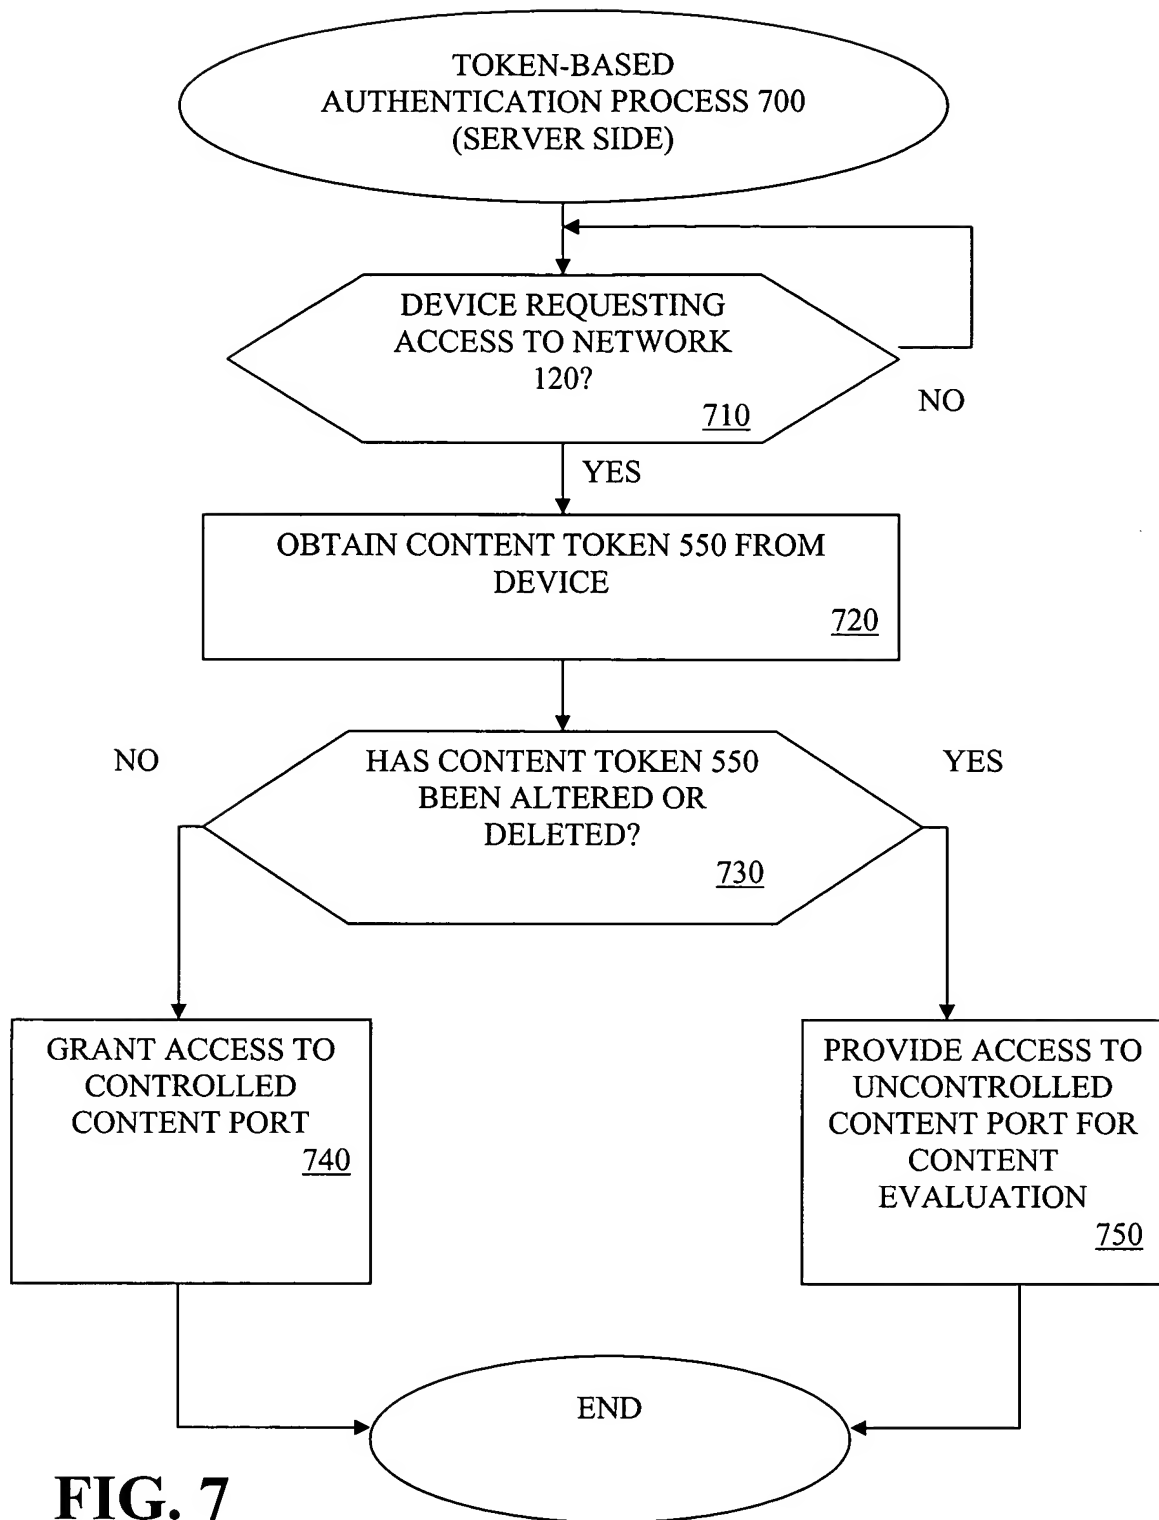 TOKEN-BASED
AUTHENTICATION PROCESS 700
(SERVER SIDE)
DEVICE REQUESTING
ACCESS TO NETWORK
120?
710
NO
YES
OBTAIN CONTENT TOKEN 550 FROM
DEVICE
720
NO
HAS CONTENT TOKEN 550
BEEN ALTERED OR
DELETED?
730
YES
GRANT ACCESS TO
CONTROLLED
CONTENT PORT
740
PROVIDE ACCESS TO
UNCONTROLLED
CONTENT PORT FOR
CONTENT
EVALUATION
750
END
FIG. 7